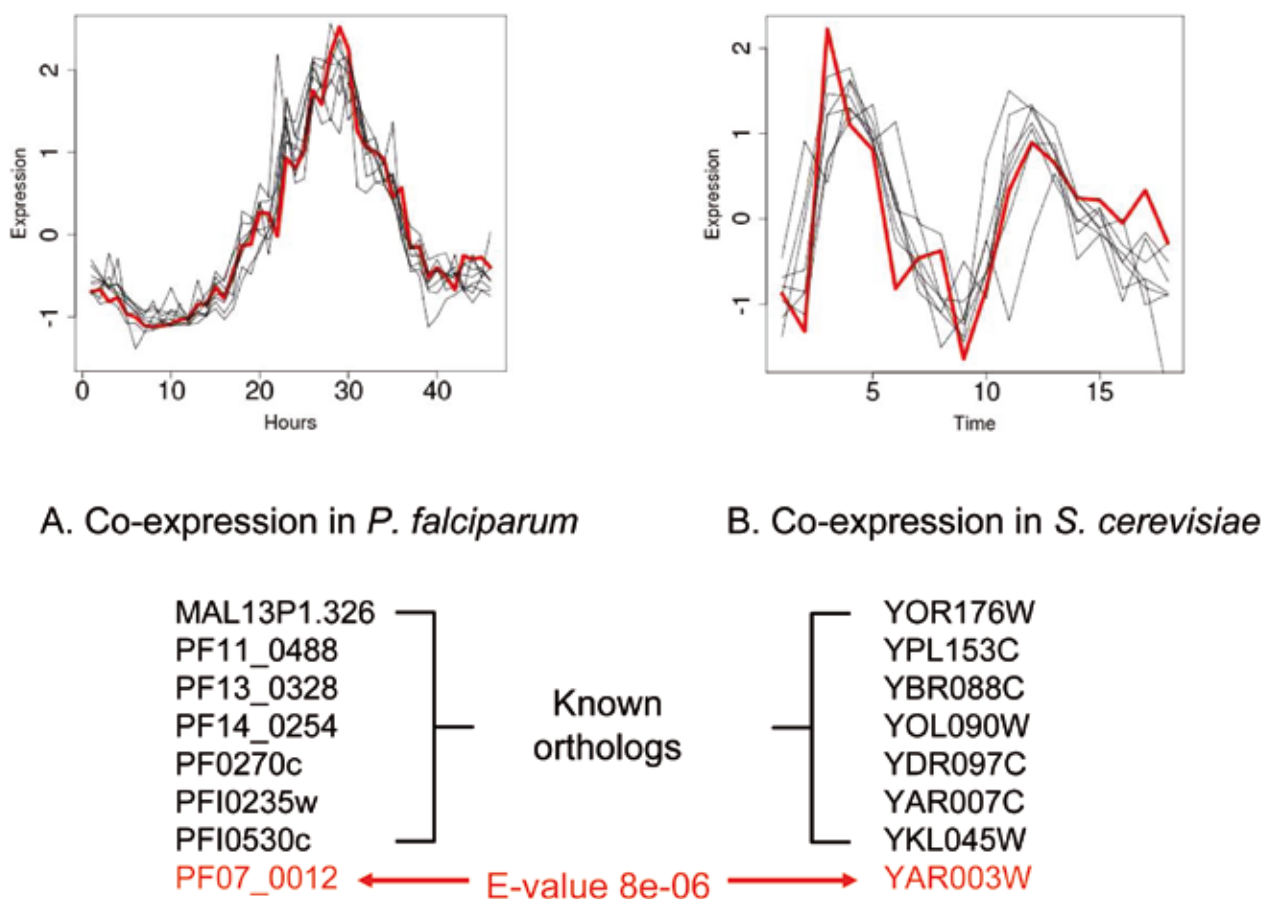 2
1
0
-1
Expression
0
10
20
30
40
Hours
2
1
0
-1
Expression
5
10
15
Time
A. Co-expression in P. falciparum
B. Co-expression in S. cerevisiae
MAL13P1.326
PF11_0488
PF13_0328
PF14_0254
PF0270c
PFI0235w
PFI0530c
PF07_0012
Known
orthologs
E-value 8e-06
YOR176W
YPL153C
YBR088C
YOL090W
YDR097C
YAR007C
YKL045W
YAR003W